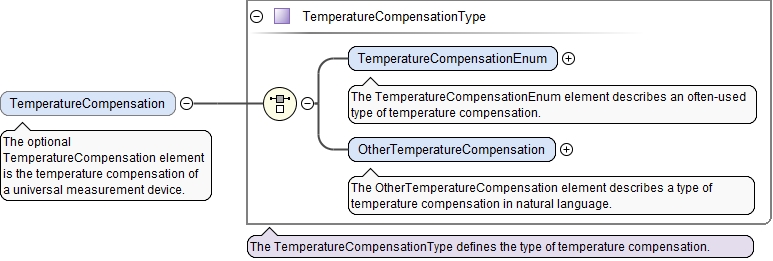 TemperatureCompensationType
TemperatureCompensationEnum
The TemperatureCompensationEnum element describes an often-used
type of temperature compensation.
TemperatureCompensation
The optional
TemperatureCompensation element
is the temperature compensation of
a universal measurement device.
OtherTemperatureCompensation
The OtherTemperatureCompensation element describes a type of
temperature compensation in natural language.
The TemperatureCompensationType defines the type of temperature compensation.